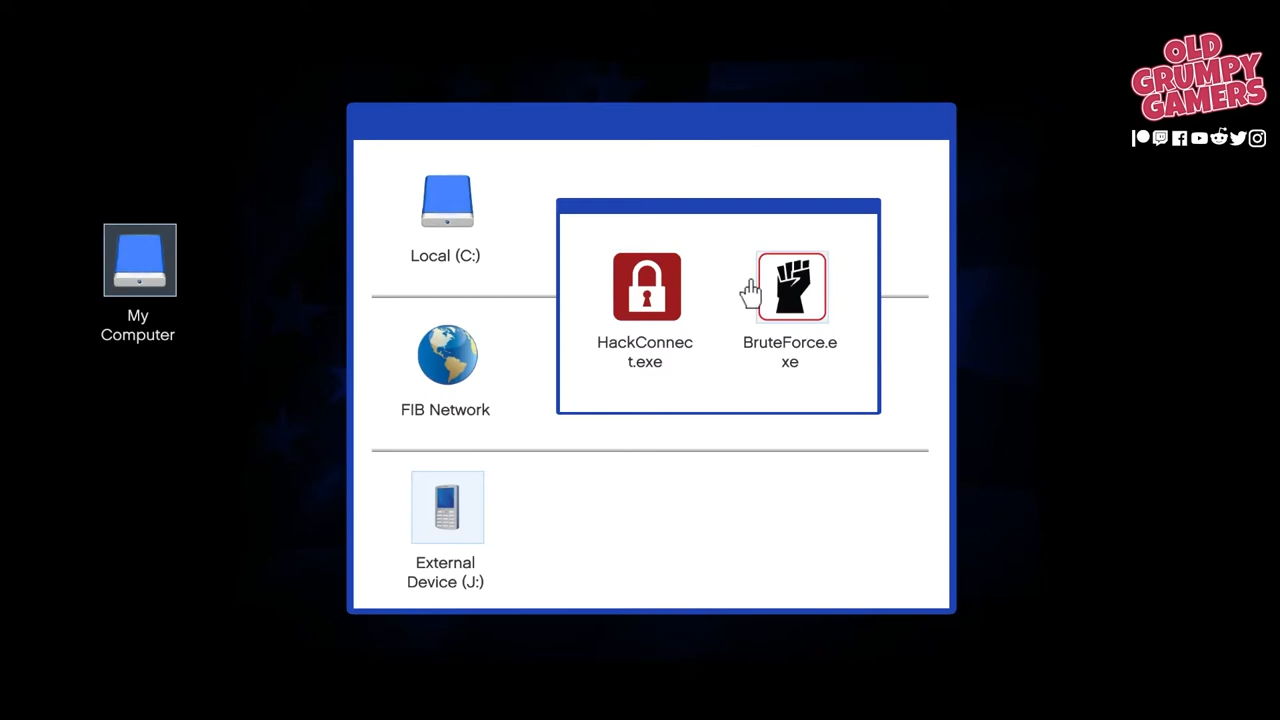 OLD
GRUMPY
GAMERS
Local (C:)
My
Computer
HackConnec
t.exe
BruteForce.e
xe
FIB Network
External
Device (J:)